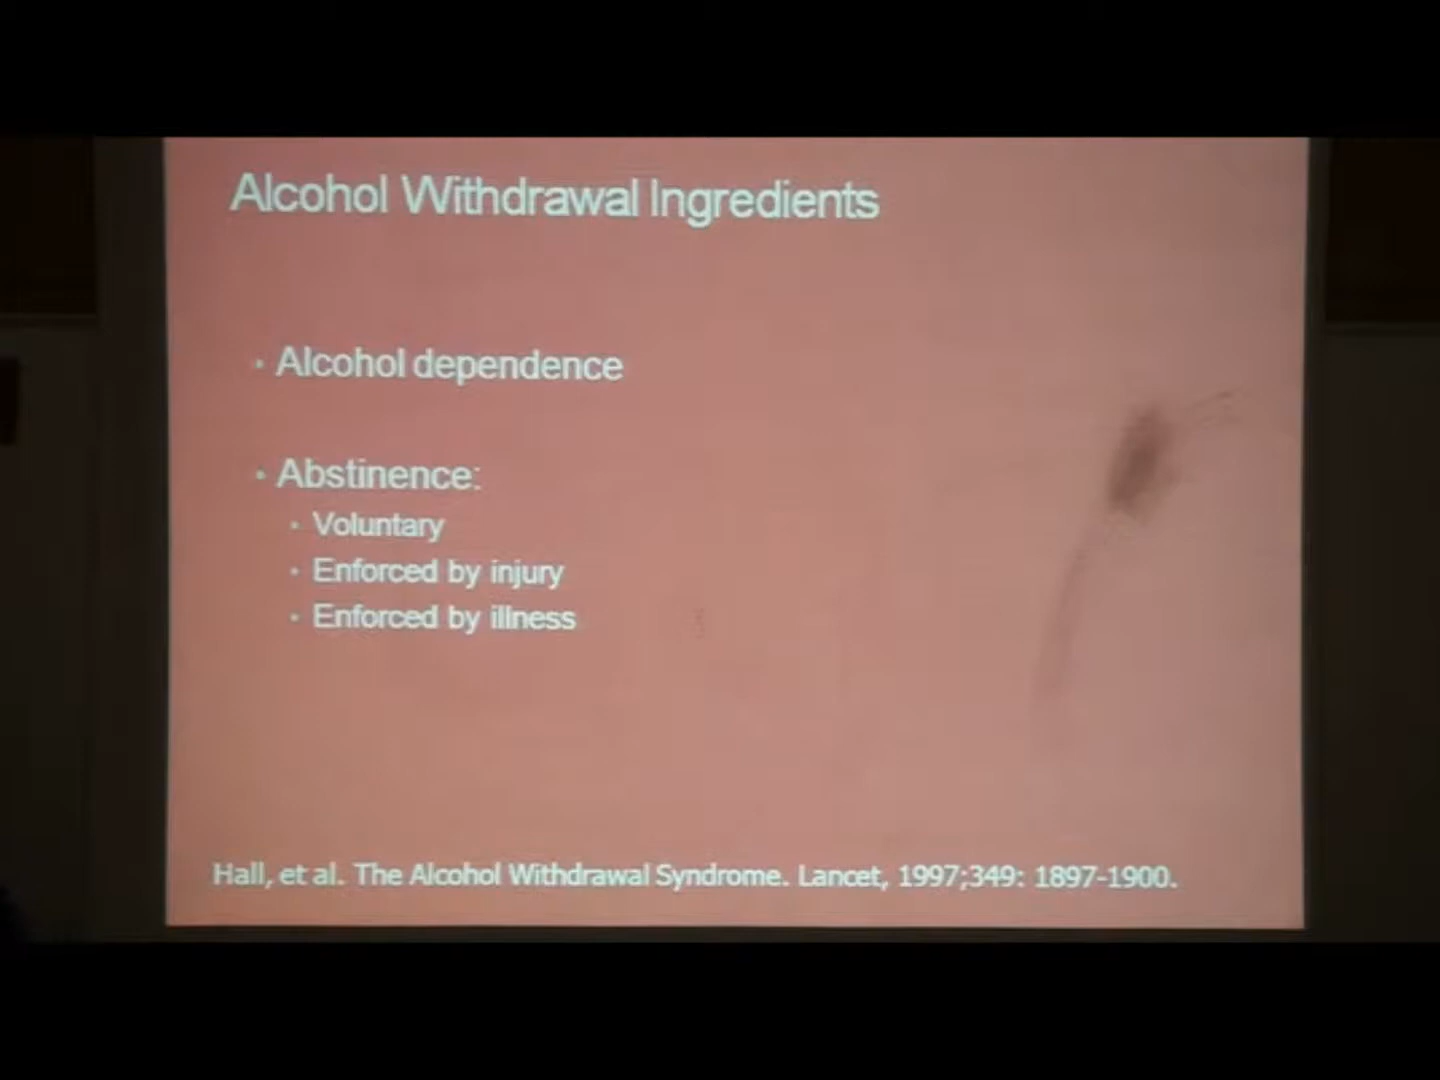 Alcohol Withdrawal Ingredients
• Alcohol dependence
• Abstinence:
• Voluntary
• Enforced by injury
• Enforced by illness
Hall, et al. The Alcohol Withdrawal Syndrome. Lancet, 1997;349: 1897-1900.